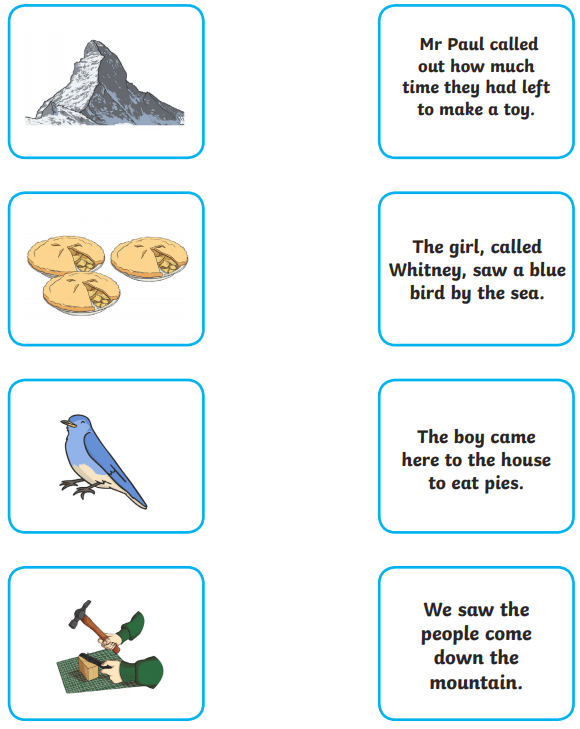 Mr Paul called
out how much
time they had left
to make a toy.
The girl, called
Whitney, saw a blue
bird by the sea.
The boy came
here to the house
to eat pies.
We saw the
people come
down the
mountain.